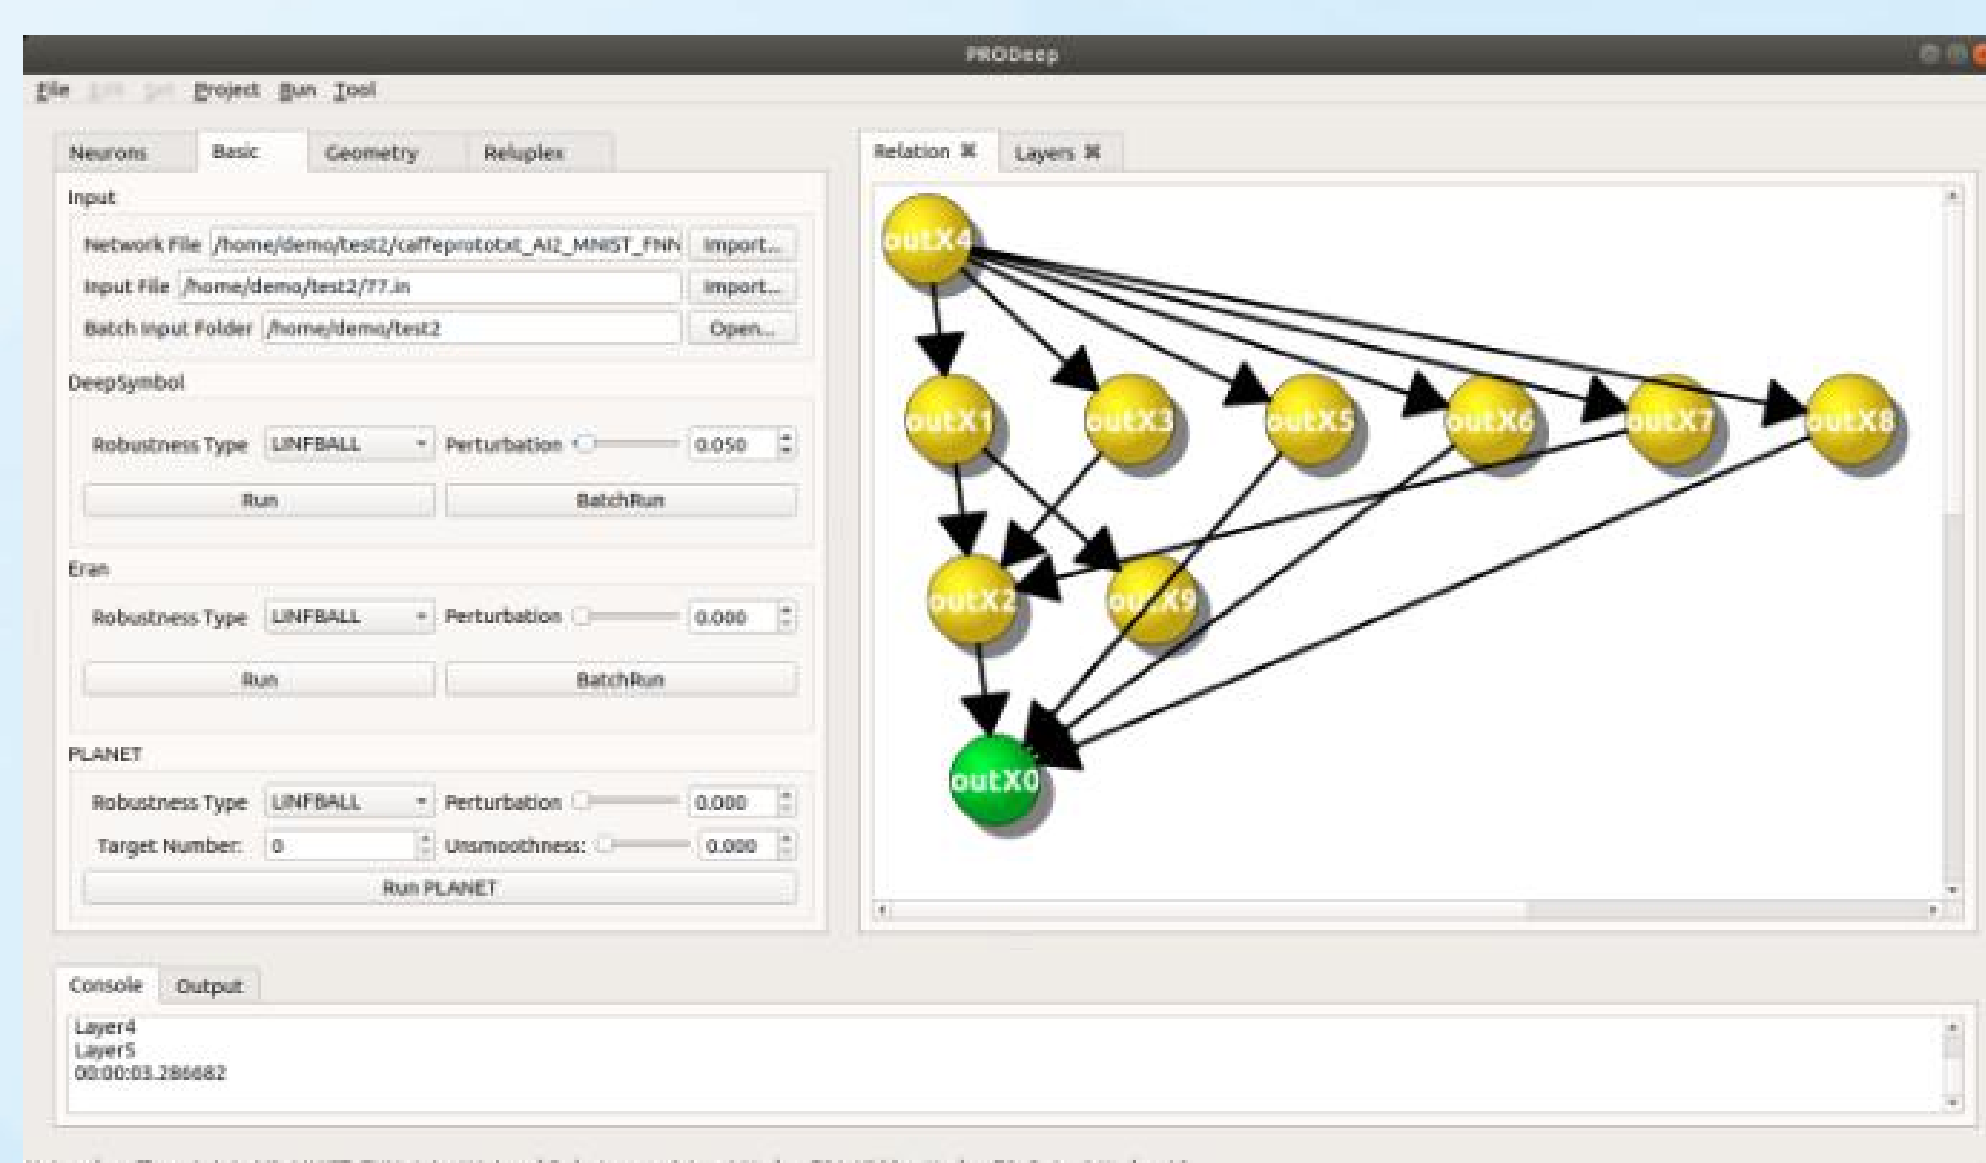 PRODeep
File Project Run Tool
Neurons Basic Geometry Reluplex
Input
Network File /home/demo/test2/caffeprototxt_AI2_MNIST_FNN Import...
Input File /home/demo/test2/77.in Import...
Batch Input Folder /home/demo/test2 Open...
DeepSymbol
Robustness Type LINFBALL Perturbation 0.050
Run BatchRun
Eran
Robustness Type LINFBALL Perturbation 0.000
Run BatchRun
PLANET
Robustness Type LINFBALL Perturbation 0.000
Target Number: 0 Unsmoothness: 0.000
Run PLANET
Relation Layers
outX4
outX1 outX3 outX5 outX6 outX7 outX8
outX2 outX9
outX0
Console Output
Layer4
Layer5
00:00:03.286682